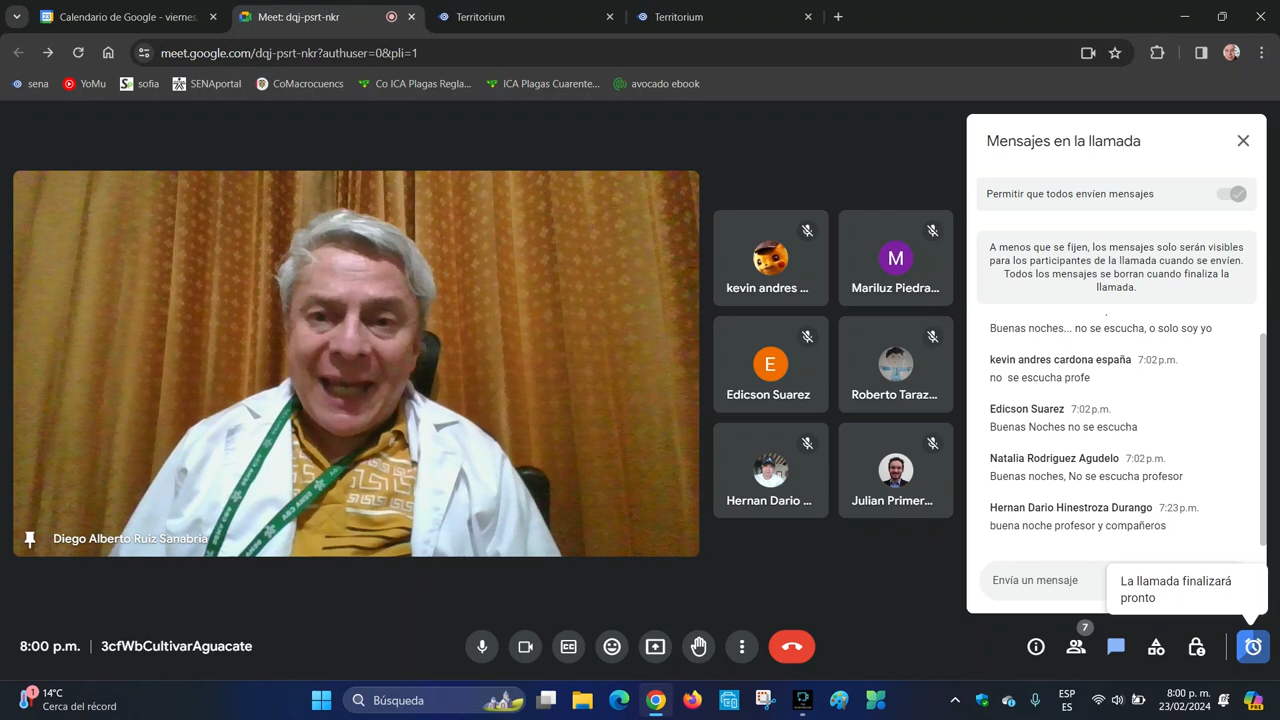 Calendario de Google - viernes,
Meet: dqj-psrt-nkr
Territorium
Territorium
meet.google.com/dqj-psrt-nkr?authuser=0&pli=1
sena
YoMu
sofia
SENAportal
CoMacrocuencs
Co ICA Plagas Regla...
ICA Plagas Cuarente...
avocado ebook
Mensajes en la llamada
Permitir que todos envíen mensajes
A menos que se fijen, los mensajes solo serán visibles
para los participantes de la llamada cuando se envíen.
Todos los mensajes se borran cuando finaliza la
llamada.
Buenas noches... no se escucha, o solo soy yo
kevin andres cardona españa 7:02 p.m.
no se escucha profe
Edicson Suarez 7:02 p.m.
Buenas Noches no se escucha
Natalia Rodriguez Agudelo 7:02 p.m.
Buenas noches, No se escucha profesor
Hernan Dario Hinestroza Durango 7:23 p.m.
buena noche profesor y compañeros
Envía un mensaje
La llamada finalizará
pronto
kevin andres ...
M
Mariluz Piedra...
E
Edicson Suarez
Roberto Taraz...
Hernan Dario ...
Julian Primer...
Diego Alberto Ruiz Sanabria
8:00 p.m. | 3cfWbCultivarAguacate
7
1
14°C
Cerca del récord
Búsqueda
ESP
ES
8:00 p. m.
23/02/2024